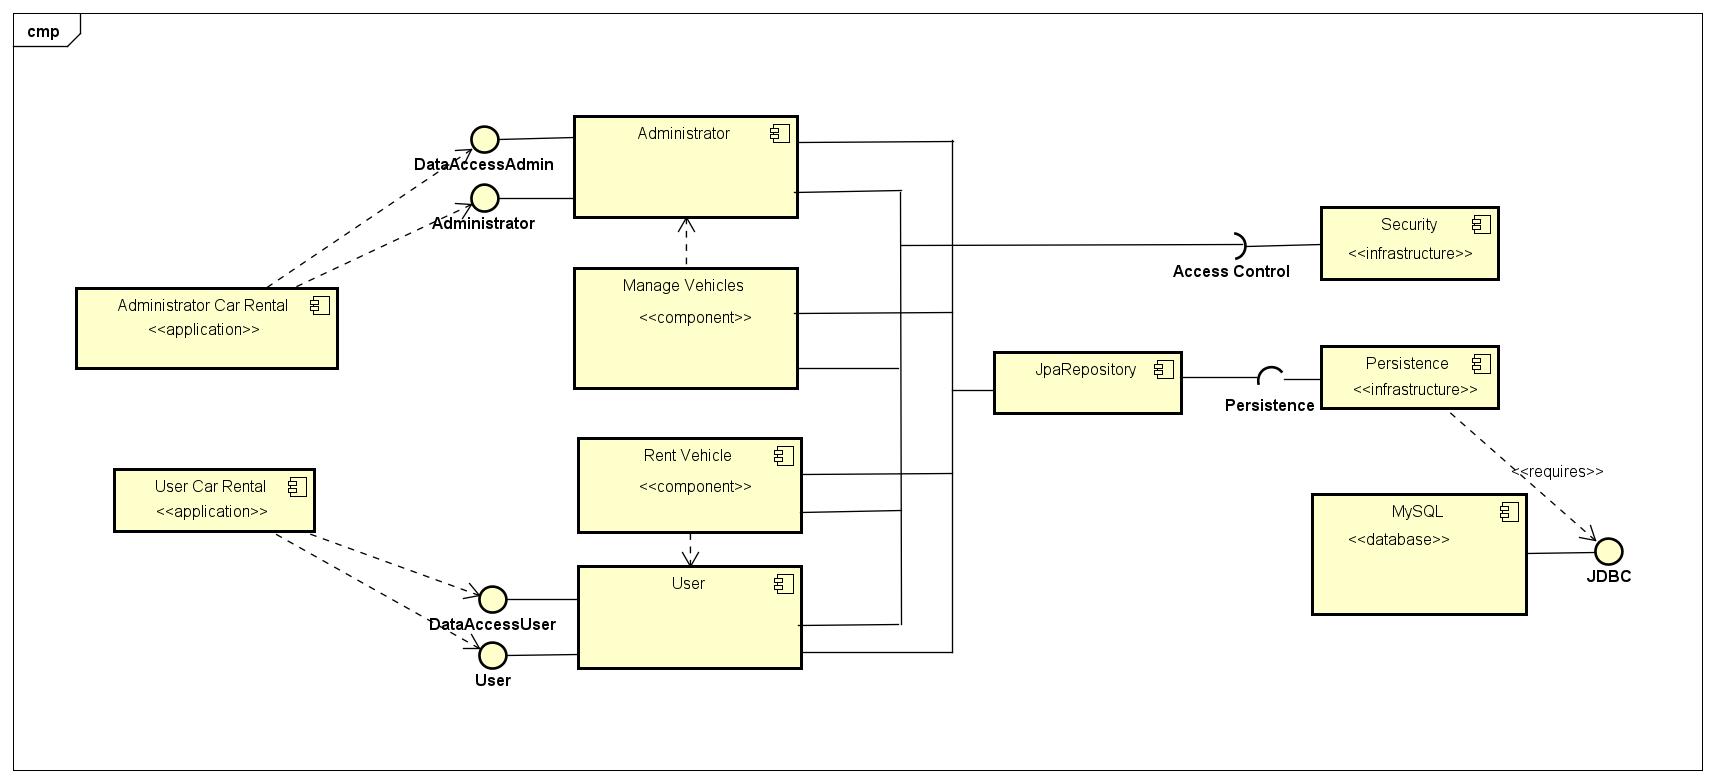 cmp
Administrator
DataAccessAdmin
Administrator
Administrator Car Rental
<<application>>
Manage Vehicles
<<component>>
Security
<<infrastructure>>
Access Control
JpaRepository
Persistence
Persistence
<<infrastructure>>
Rent Vehicle
<<component>>
User Car Rental
<<application>>
<<requires>>
MySQL
<<database>>
JDBC
User
DataAccessUser
User